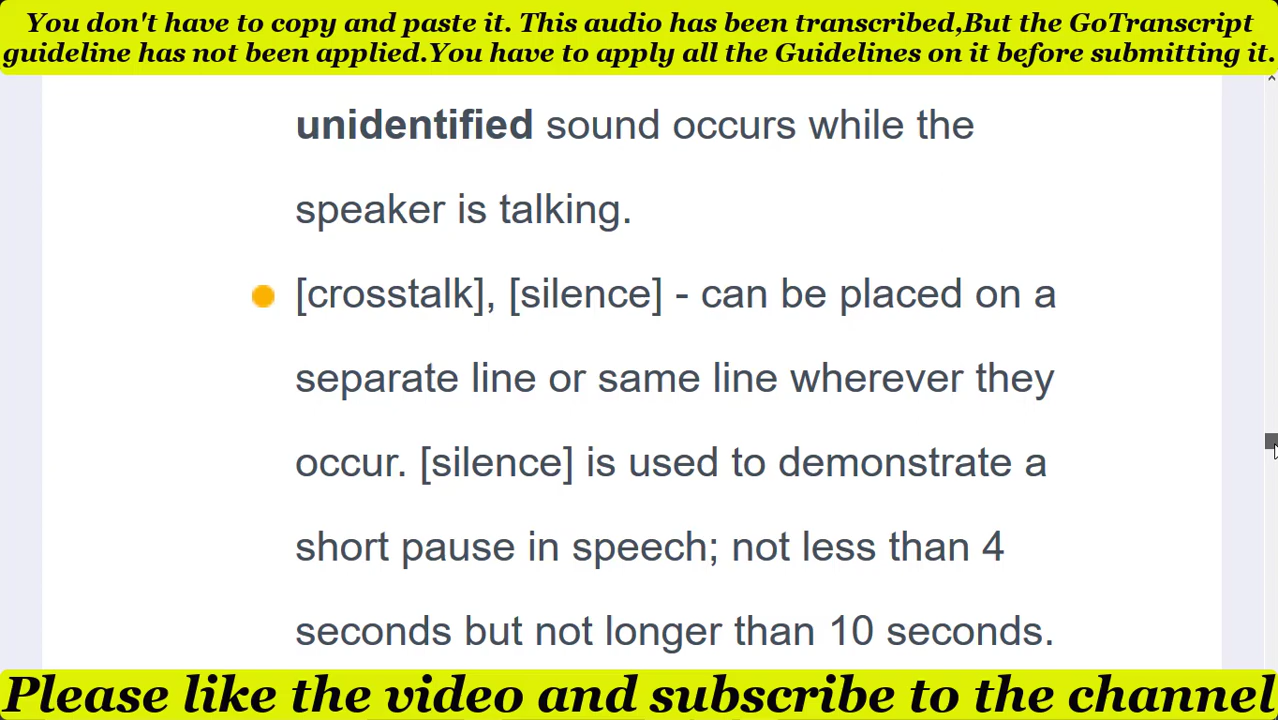 You don't have to copy and paste it. This audio has been transcribed,But the GoTranscript
guideline has not been applied.You have to apply all the Guidelines on it before submitting it.
unidentified sound occurs while the
speaker is talking.
[crosstalk], [silence] - can be placed on a
separate line or same line wherever they
occur. [silence] is used to demonstrate a
short pause in speech; not less than 4
seconds but not longer than 10 seconds.
Please like the video and subscribe to the channel